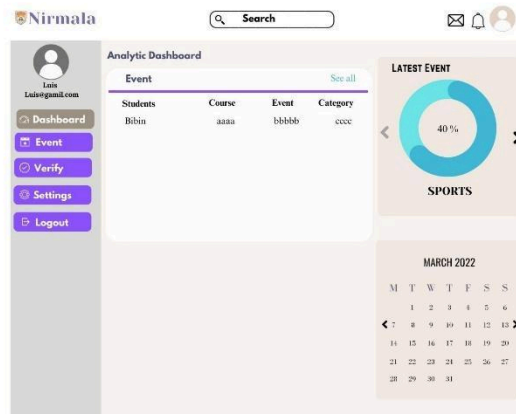 Nirmala
Search
Luis
Luis@gamil.com
Dashboard
Event
Verify
Settings
Logout
Analytic Dashboard
Event See all
Students Course Event Category
Bibin aaaa bbbbb cccc
LATEST EVENT
40 %
SPORTS
MARCH 2022
M T W T F S S
1 2 3 4 5 6
7 8 9 10 11 12 13
14 15 16 17 18 19 20
21 22 23 24 25 26 27
28 29 30 31